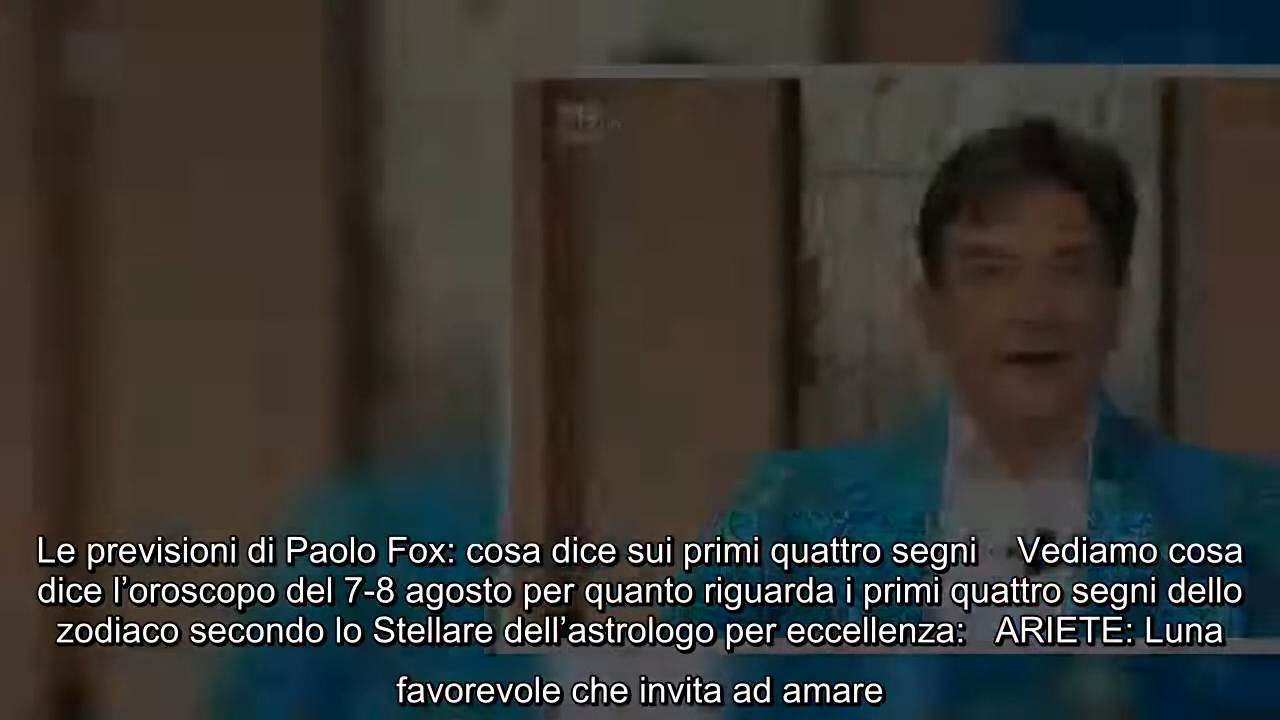 Le previsioni di Paolo Fox: cosa dice sui primi quattro segni    Vediamo cosa
dice l’oroscopo del 7-8 agosto per quanto riguarda i primi quattro segni dello
zodiaco secondo lo Stellare dell’astrologo per eccellenza:   ARIETE: Luna
favorevole che invita ad amare